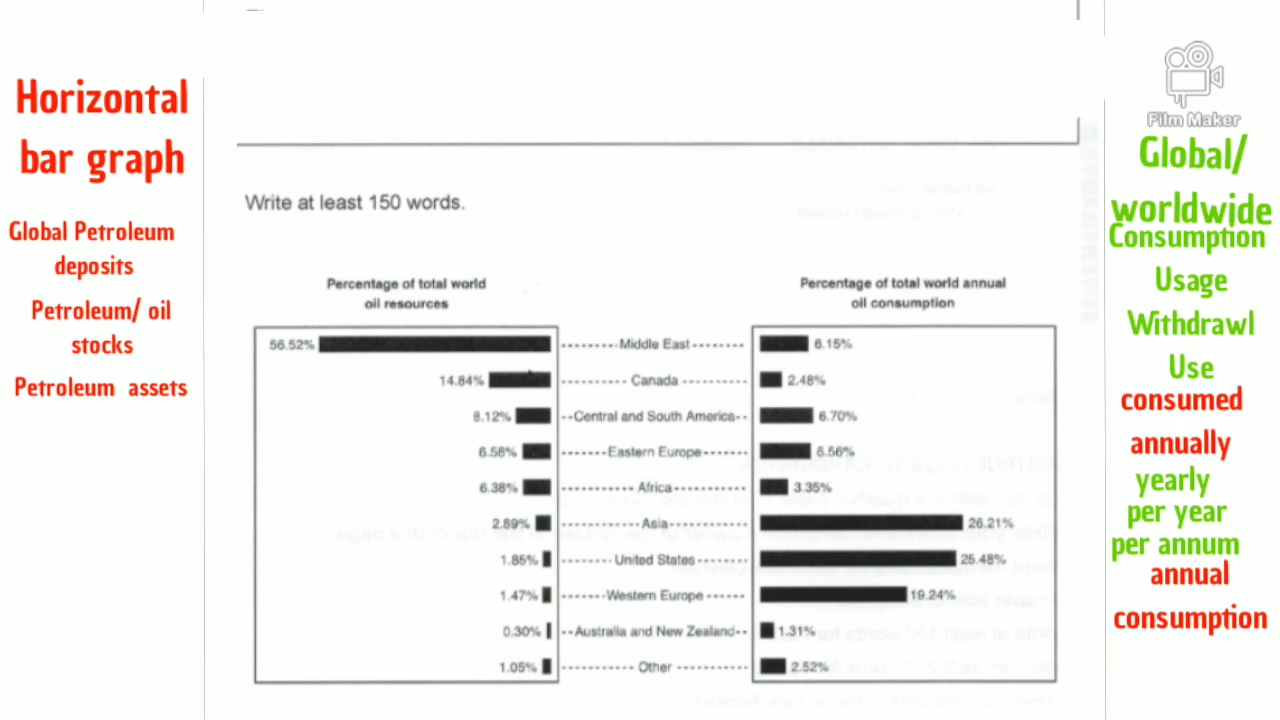 Horizontal
bar graph
Global Petroleum
deposits
Petroleum/ oil
stocks
Petroleum assets
Write at least 150 words.
Percentage of total world
oil resources
Percentage of total world annual
oil consumption
56.52% Middle East 6.15%
14.84% Canada 2.48%
8.12% Central and South America 6.70%
6.58% Eastern Europe 6.56%
6.38% Africa 3.35%
2.89% Asia 26.21%
1.85% United States 25.48%
1.47% Western Europe 19.24%
0.30% Australia and New Zealand 1.31%
1.05% Other 2.52%
Film Maker
Global/
worldwide
Consumption
Usage
Withdrawl
Use
consumed
annually
yearly
per year
per annum
annual
consumption